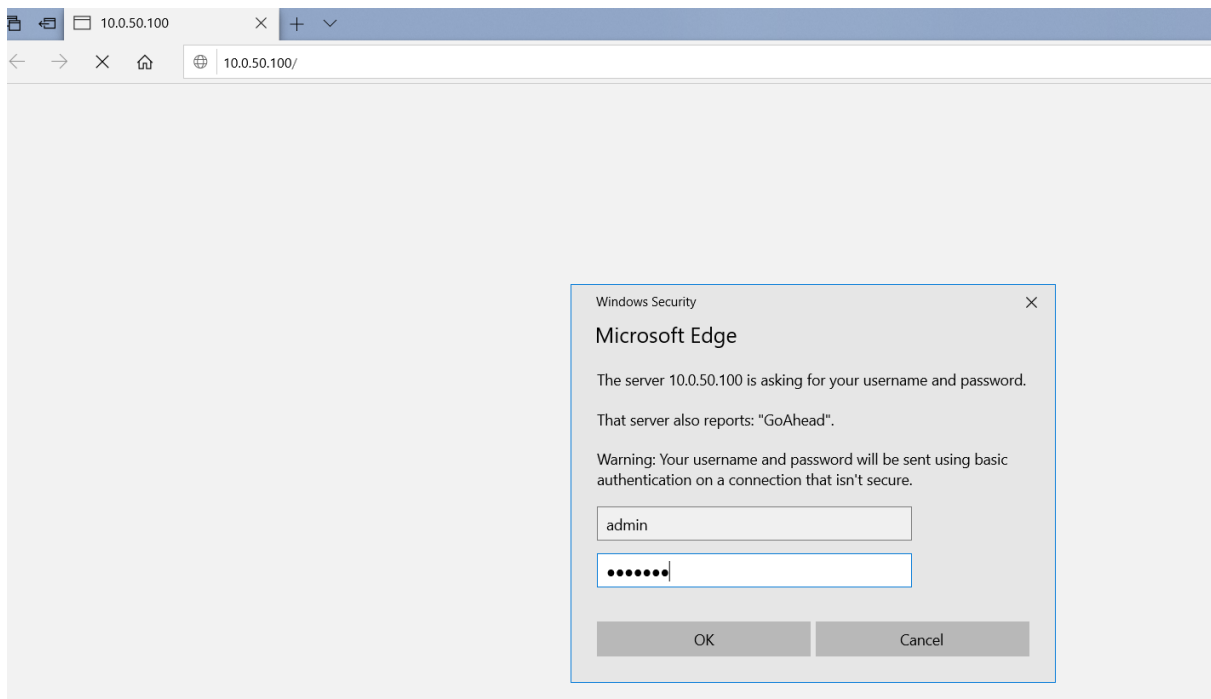 10.0.50.100
10.0.50.100/
Windows Security
Microsoft Edge
The server 10.0.50.100 is asking for your username and password.
That server also reports: "GoAhead".
Warning: Your username and password will be sent using basic
authentication on a connection that isn't secure.
admin
•••••••
OK Cancel